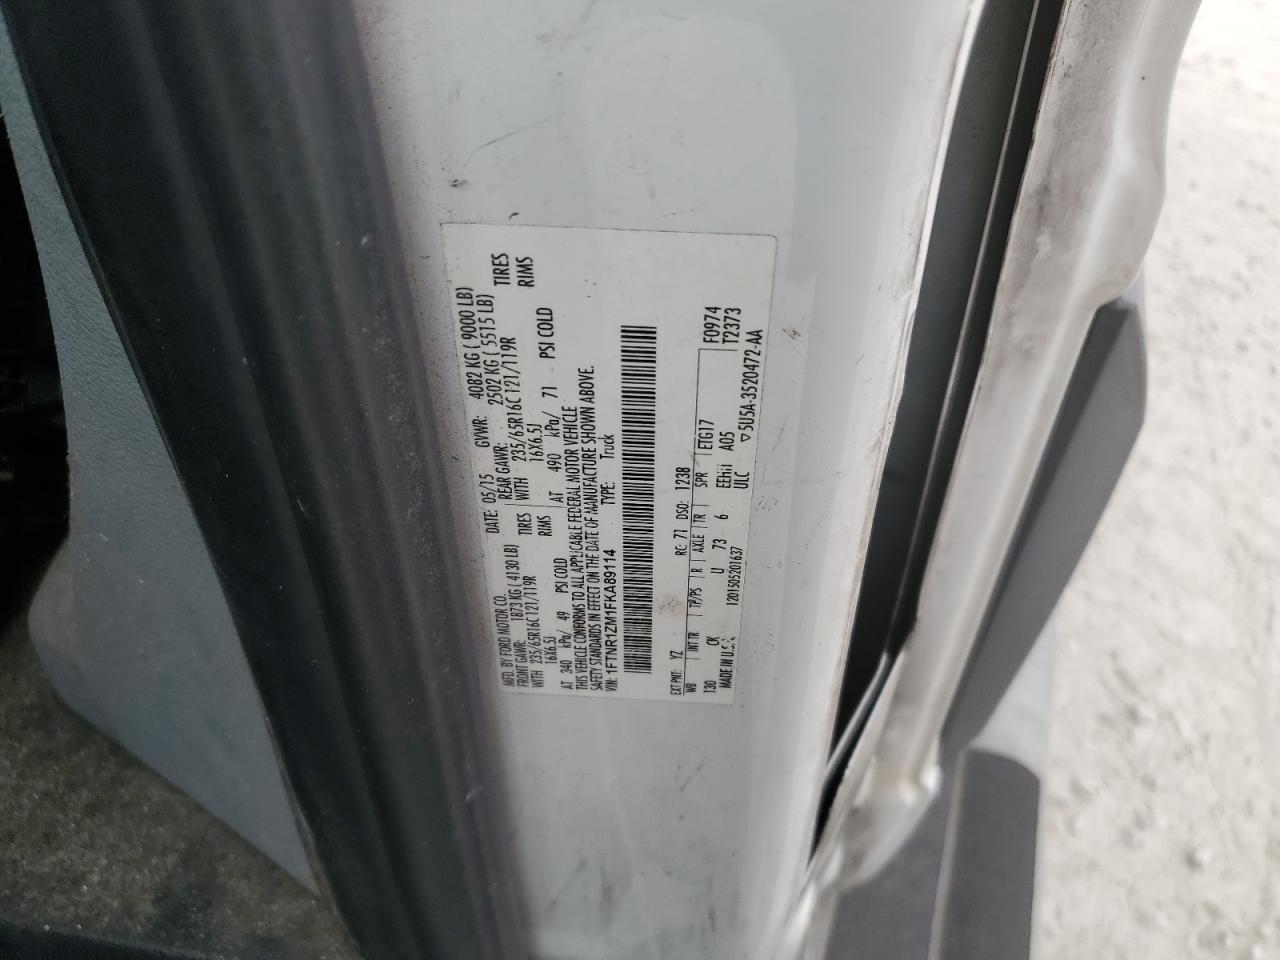 MFD. BY FORD MOTOR CO. DATE: 05/15 GVWR: 4082 KG ( 9000 LB)
FRONT GAWR: 1873 KG ( 4130 LB) REAR GAWR: 2502 KG ( 5515 LB)
WITH 235/65R16C 121/119R TIRES WITH 235/65R16C 121/119R TIRES
16X6.5J RIMS 16X6.5J RIMS
AT 340 kPa/ 49 PSI COLD AT 490 kPa/ 71 PSI COLD
THIS VEHICLE CONFORMS TO ALL APPLICABLE FEDERAL MOTOR VEHICLE
SAFETY STANDARDS IN EFFECT ON THE DATE OF MANUFACTURE SHOWN ABOVE.
VIN: 1FTNR1ZM1FKA89114 TYPE: Truck
EXT PNT: YZ RC: 71 DSO: 123B F0974
WB INT TR TP/PS R AXLE TR SPR ETG17 T2373
130 CK U 73 6 EEhii A05
MADE IN U.S.A. 1201505201637 ULC ▽5U5A-3520472-AA